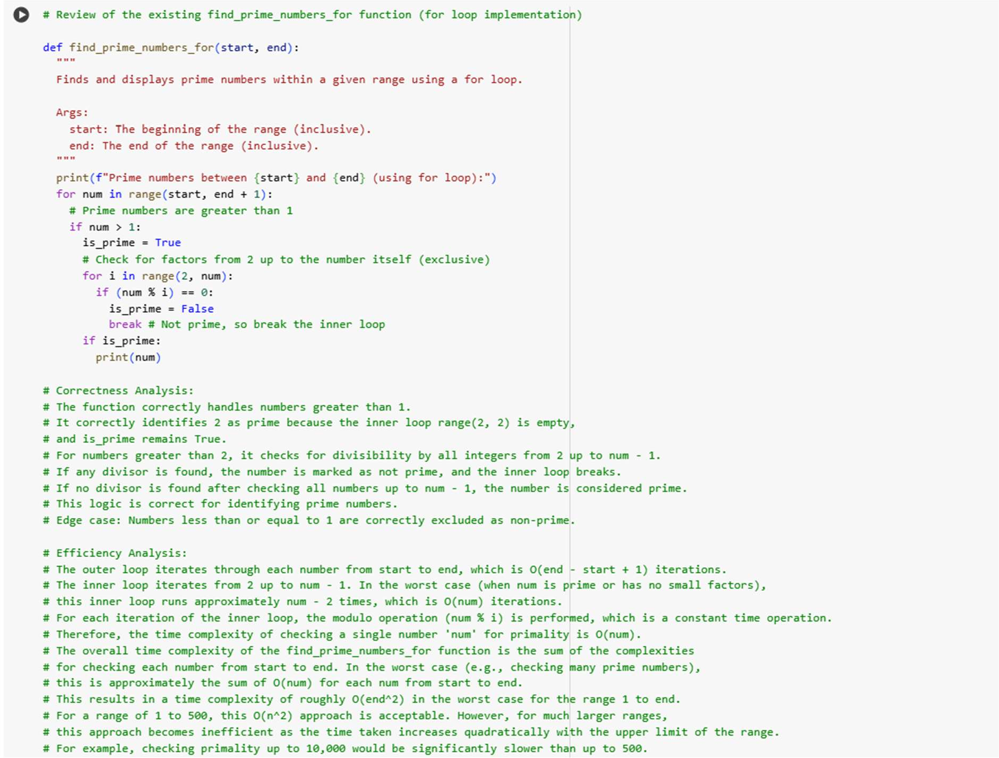 # Review of the existing find_prime_numbers_for function (for loop implementation)
def find_prime_numbers_for(start, end):
"""
Finds and displays prime numbers within a given range using a for loop.
Args:
start: The beginning of the range (inclusive).
end: The end of the range (inclusive).
"""
print(f"Prime numbers between {start} and {end} (using for loop):")
for num in range(start, end + 1):
# Prime numbers are greater than 1
if num > 1:
is_prime = True
# Check for factors from 2 up to the number itself (exclusive)
for i in range(2, num):
if (num % i) == 0:
is_prime = False
break # Not prime, so break the inner loop
if is_prime:
print(num)
# Correctness Analysis:
# The function correctly handles numbers greater than 1.
# It correctly identifies 2 as prime because the inner loop range(2, 2) is empty,
# and is_prime remains True.
# For numbers greater than 2, it checks for divisibility by all integers from 2 up to num - 1.
# If any divisor is found, the number is marked as not prime, and the inner loop breaks.
# If no divisor is found after checking all numbers up to num - 1, the number is considered prime.
# This logic is correct for identifying prime numbers.
# Edge case: Numbers less than or equal to 1 are correctly excluded as non-prime.
# Efficiency Analysis:
# The outer loop iterates through each number from start to end, which is O(end - start + 1) iterations.
# The inner loop iterates from 2 up to num - 1. In the worst case (when num is prime or has no small factors),
# this inner loop runs approximately num - 2 times, which is O(num) iterations.
# For each iteration of the inner loop, the modulo operation (num % i) is performed, which is a constant time operation.
# Therefore, the time complexity of checking a single number 'num' for primality is O(num).
# The overall time complexity of the find_prime_numbers_for function is the sum of the complexities
# for checking each number from start to end. In the worst case (e.g., checking many prime numbers),
# this is approximately the sum of O(num) for each num from start to end.
# This results in a time complexity of roughly O(end^2) in the worst case for the range 1 to end.
# For a range of 1 to 500, this O(n^2) approach is acceptable. However, for much larger ranges,
# this approach becomes inefficient as the time taken increases quadratically with the upper limit of the range.
# For example, checking primality up to 10,000 would be significantly slower than up to 500.